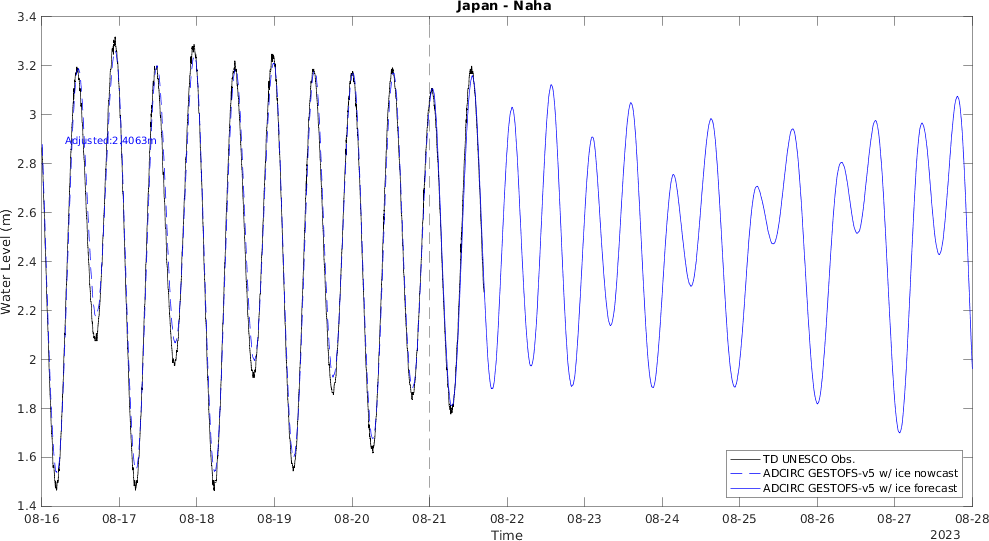 Japan - Naha
3.4
3.2
3
2.8
2.6
2.4
2.2
2
1.8
1.6
1.4
Water Level (m)
Adjusted:2.4063m
TD UNESCO Obs.
ADCIRC GESTOFS-v5 w/ ice nowcast
ADCIRC GESTOFS-v5 w/ ice forecast
08-16 08-17 08-18 08-19 08-20 08-21 08-22 08-23 08-24 08-25 08-26 08-27 08-28
Time
2023